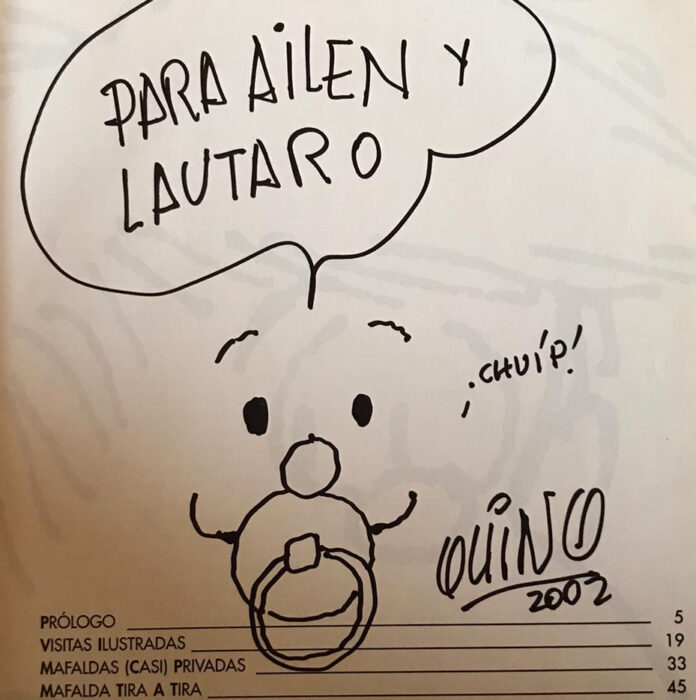 PARA AiLEN Y
LAUTARO
¡CHUÍP!
QUiNO
2002
PRÓLOGO 5
VISITAS ILUSTRADAS 19
MAFALDAS (CASI) PRIVADAS 33
MAFALDA TIRA A TIRA 45